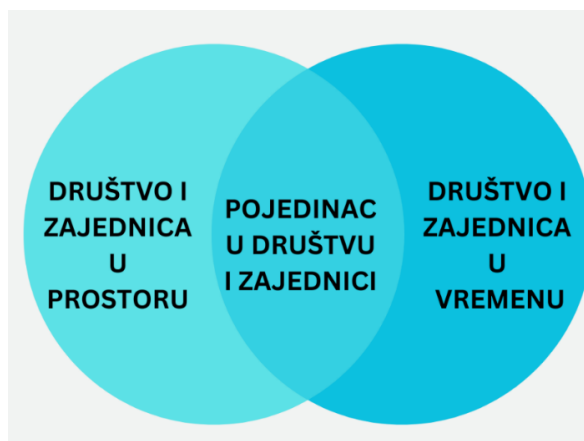 DRUŠTVO I
ZAJEDNICA
U
PROSTORU
POJEDINAC
U DRUŠTVU
I ZAJEDNICI
DRUŠTVO I
ZAJEDNICA
U
VREMENU